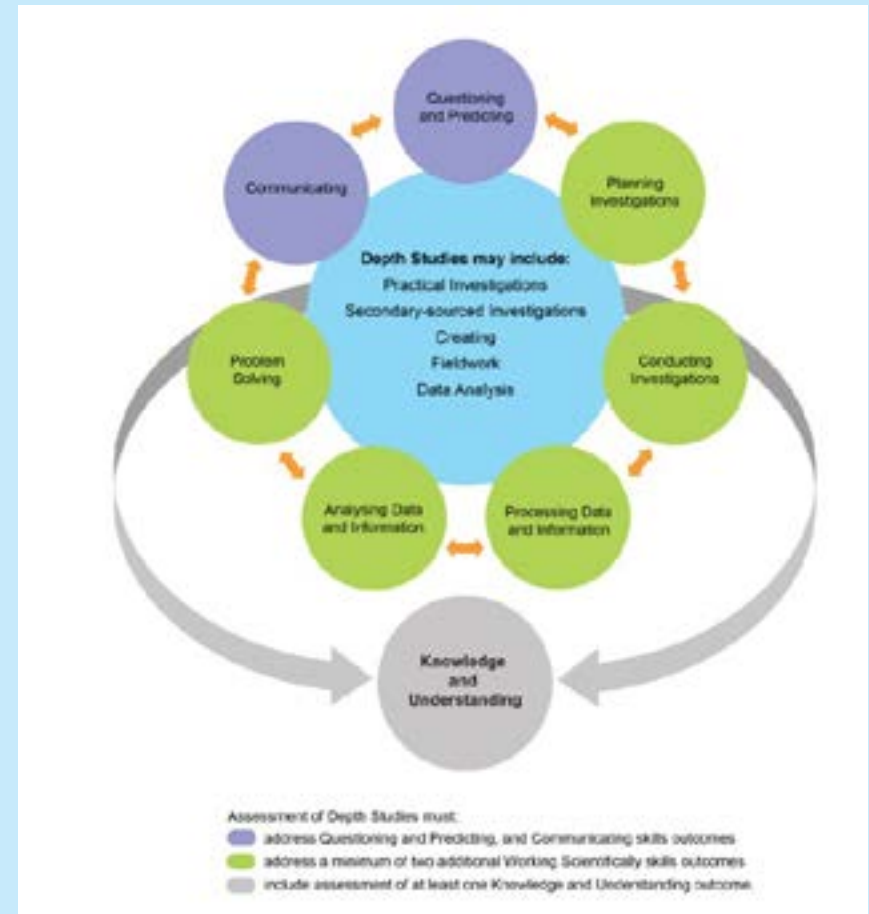 Questioning
and Predicting
Communicating
Planning
Investigations
Depth Studies may include:
Practical Investigations
Secondary-sourced Investigations
Creating
Fieldwork
Data Analysis
Problem
Solving
Conducting
Investigations
Analysing Data
and Information
Processing Data
and Information
Knowledge
and
Understanding
Assessment of Depth Studies must:
address Questioning and Predicting, and Communicating skills outcomes
address a minimum of two additional Working Scientifically skills outcomes
include assessment of at least one Knowledge and Understanding outcome.